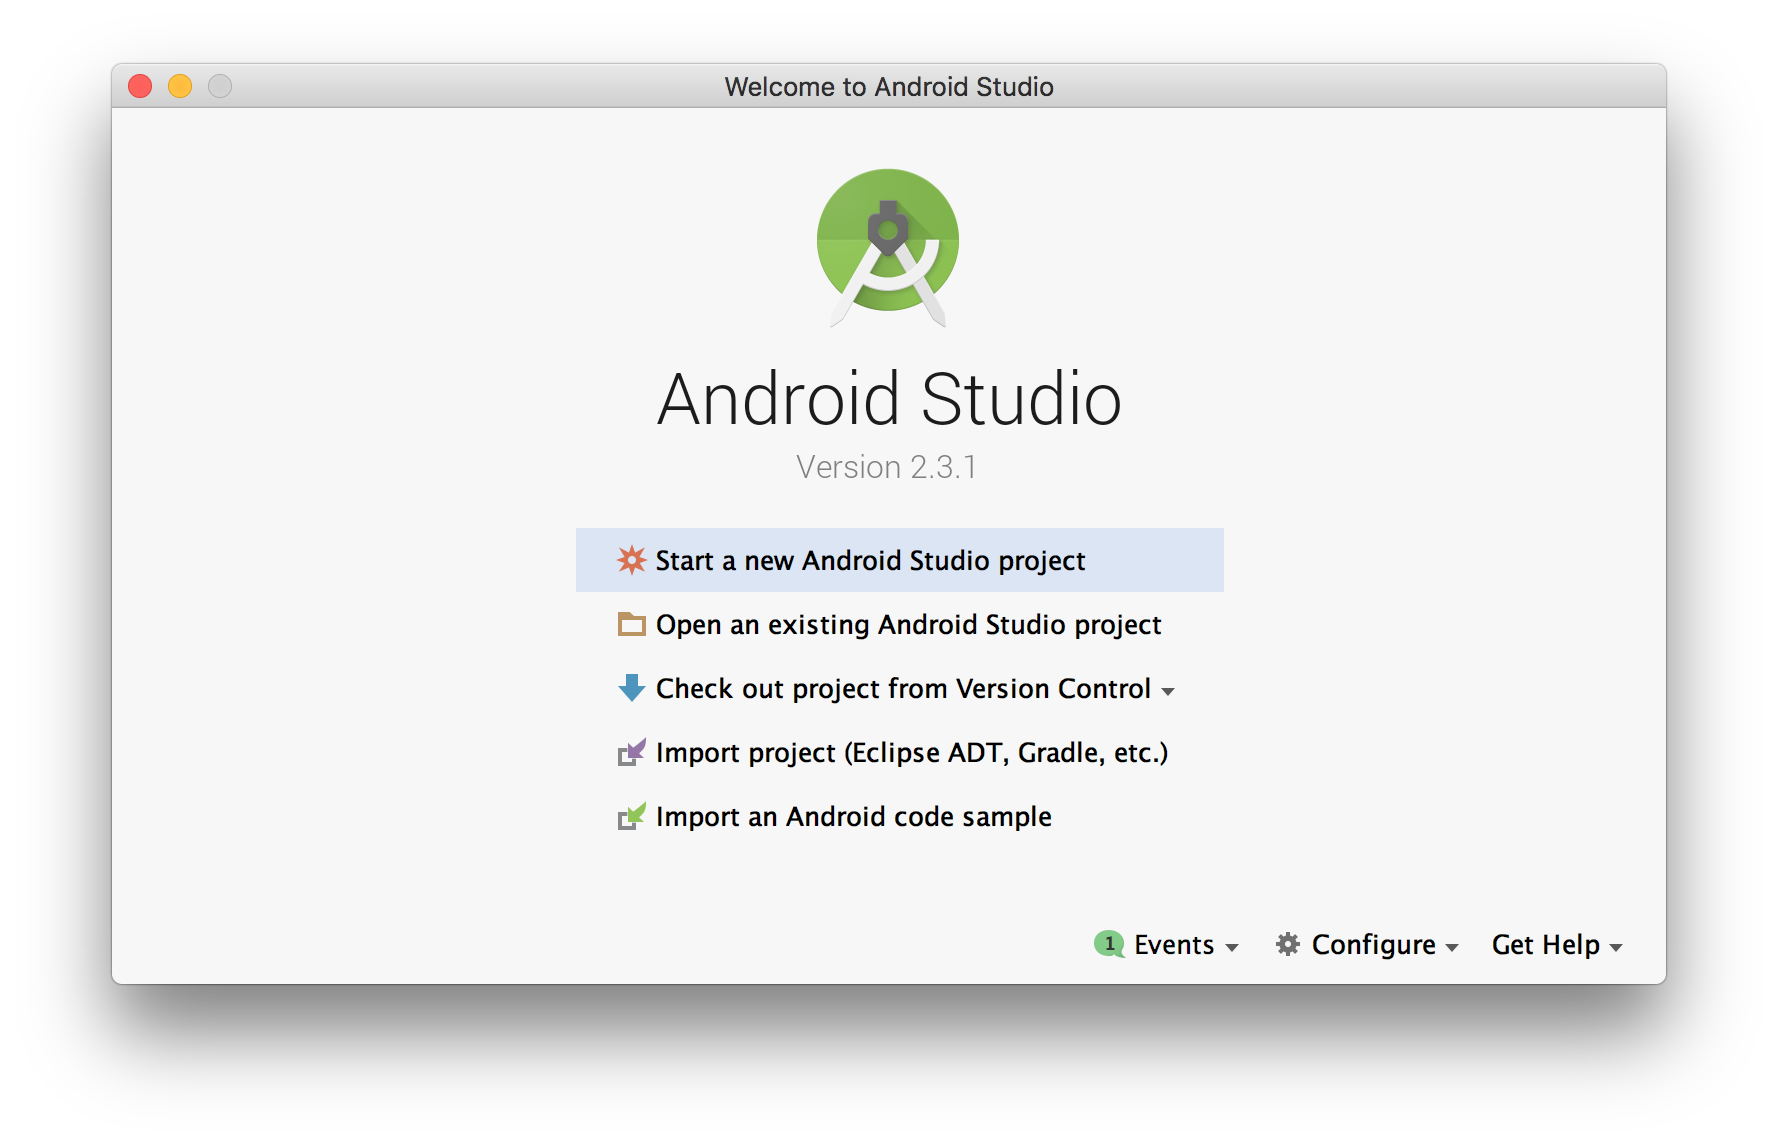 Welcome to Android Studio
Android Studio
Version 2.3.1
Start a new Android Studio project
Open an existing Android Studio project
Check out project from Version Control
Import project (Eclipse ADT, Gradle, etc.)
Import an Android code sample
1 Events Configure Get Help